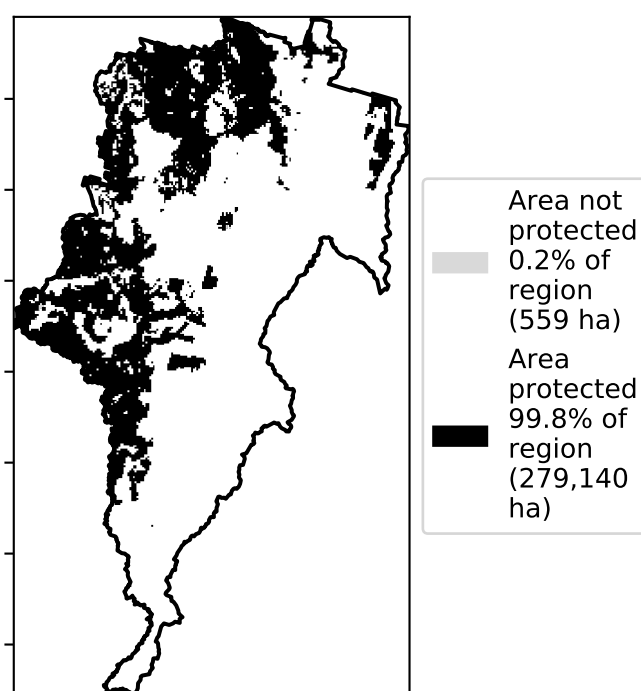 Area not
protected
0.2% of
region
(559 ha)
Area
protected
99.8% of
region
(279,140
ha)